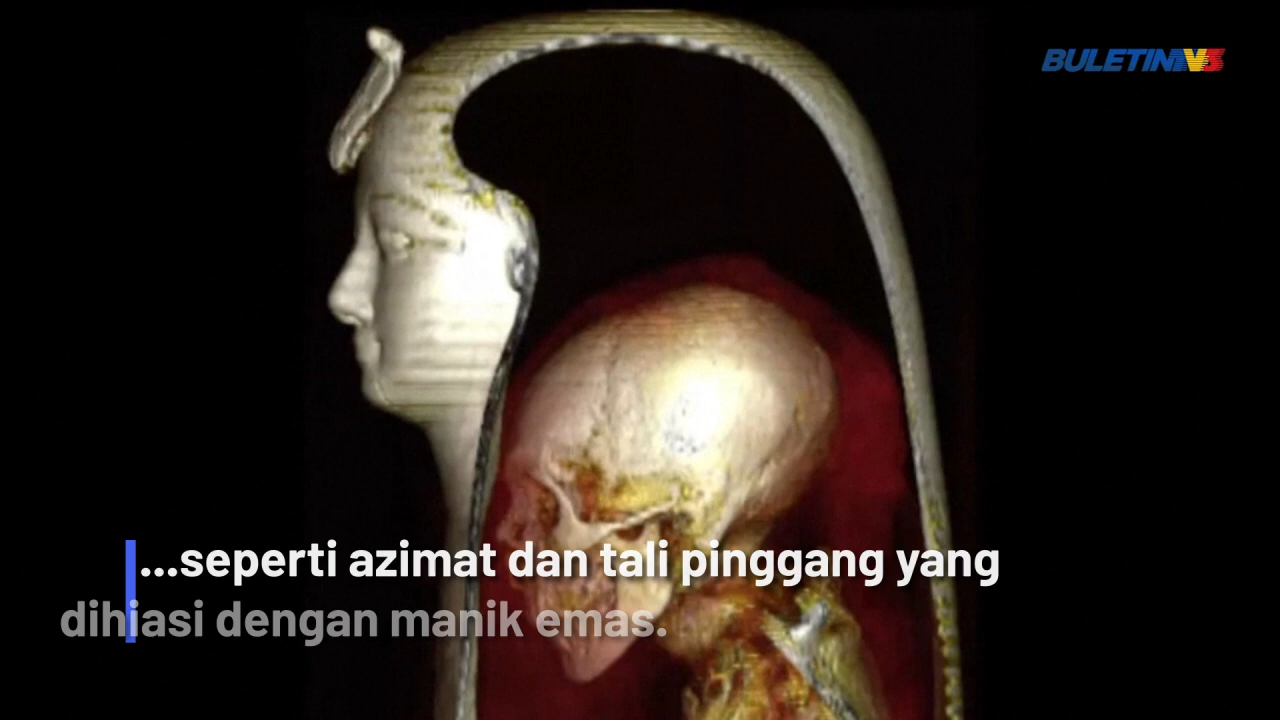 BULETINTV3
...seperti azimat dan tali pinggang yang
dihiasi dengan manik emas.